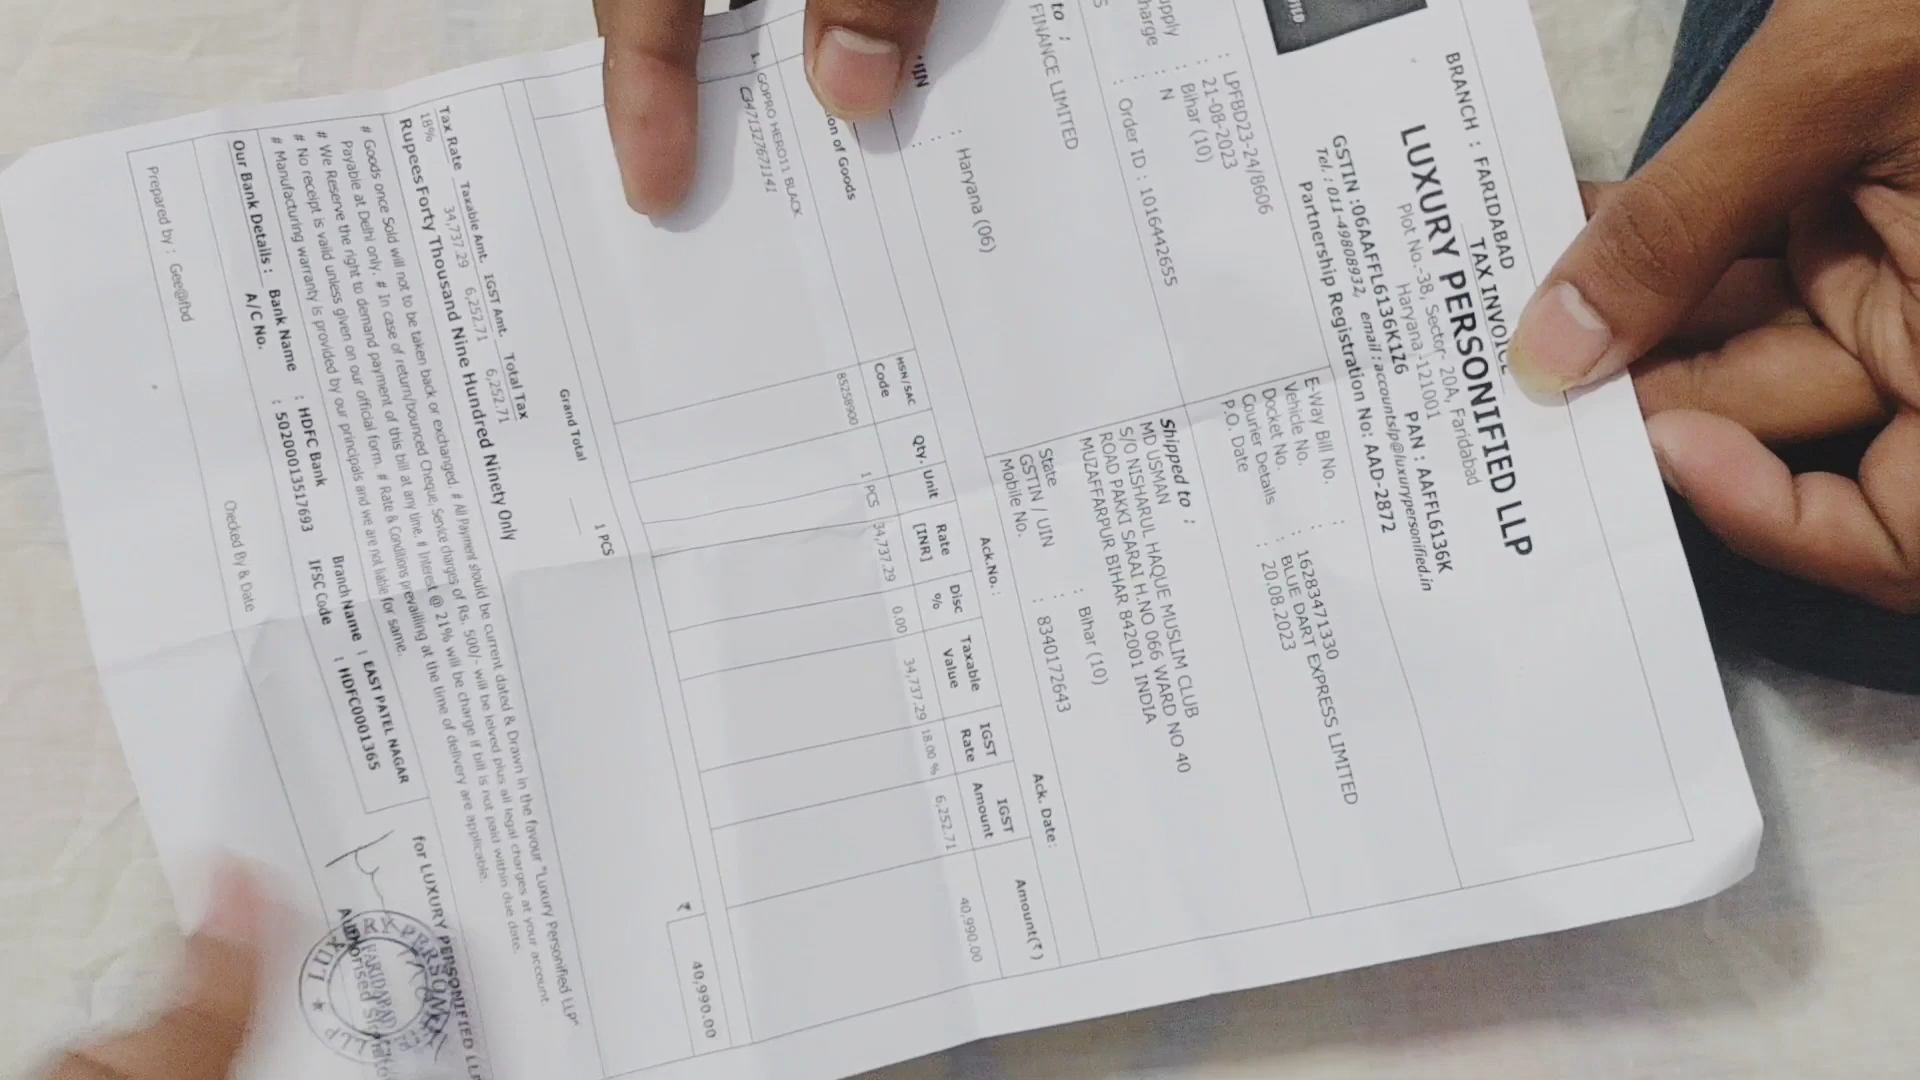 BRANCH : FARIDABAD
TAX INVOICE
LUXURY PERSONIFIED LLP
Plot No.-38, Sector- 20A, Faridabad
Haryana-121001
GSTIN :06AAFFL6136K1Z6 PAN : AAFFL6136K
Tel. : 011-49808932, email : accountslp@luxurypersonified.in
Partnership Registration No: AAD-2872
: LPFBD23-24/8606
: 21-08-2023
: Bihar (10)
: N
: Order ID : 1016442655
E-Way Bill No. :
Vehicle No. : 16283471330
Docket No. : BLUE DART EXPRESS LIMITED
Courier Details : 20.08.2023
P.O. Date
to :
FINANCE LIMITED
: Haryana (06)
:
Shipped to :
MD USMAN
S/O NISHARUL HAQUE MUSLIM CLUB
ROAD PAKKI SARAI H.NO 066 WARD NO 40
MUZAFFARPUR BIHAR 842001 INDIA
State : Bihar (10)
GSTIN / UIN :
Mobile No. : 8340172643
Ack.No.: Ack. Date:
of Goods HSN/SAC Code Qty. Unit Rate [INR] Disc % Taxable Value IGST Rate IGST Amount Amount(₹)
1. GOPRO HERO11 BLACK 85258900 1 PCS 34,737.29 0.00 34,737.29 18.00 % 6,252.71 40,990.00
C3471327671141
Grand Total 1 PCS ₹ 40,990.00
Tax Rate Taxable Amt. IGST Amt. Total Tax
18% 34,737.29 6,252.71 6,252.71
Rupees Forty Thousand Nine Hundred Ninety Only
# Goods once Sold will not to be taken back or exchanged. # All Payment should be current dated & Drawn in the favour "Luxury Personified LLP"
Payable at Delhi only. # In case of return/bounced Cheque, Service charges of Rs. 500/- will be leived plus all legal charges at your account.
# We Reserve the right to demand payment of this bill at any time. # Interest @ 21% will be charge if bill is not paid within due date.
# No receipt is vaild unless given on our official form. # Rate & Conditions prevailling at the time of delivery are applicable.
# Manufacturing warranty is provided by our principals and we are not liable for same.
Our Bank Details : Bank Name : HDFC Bank Branch Name : EAST PATEL NAGAR
A/C No. : 50200013517693 IFSC Code : HDFC0001365
for LUXURY PERSONIFIED LLP
Prepared by : Gee@fbd Checked By & Date Authorised
FARIDABAD